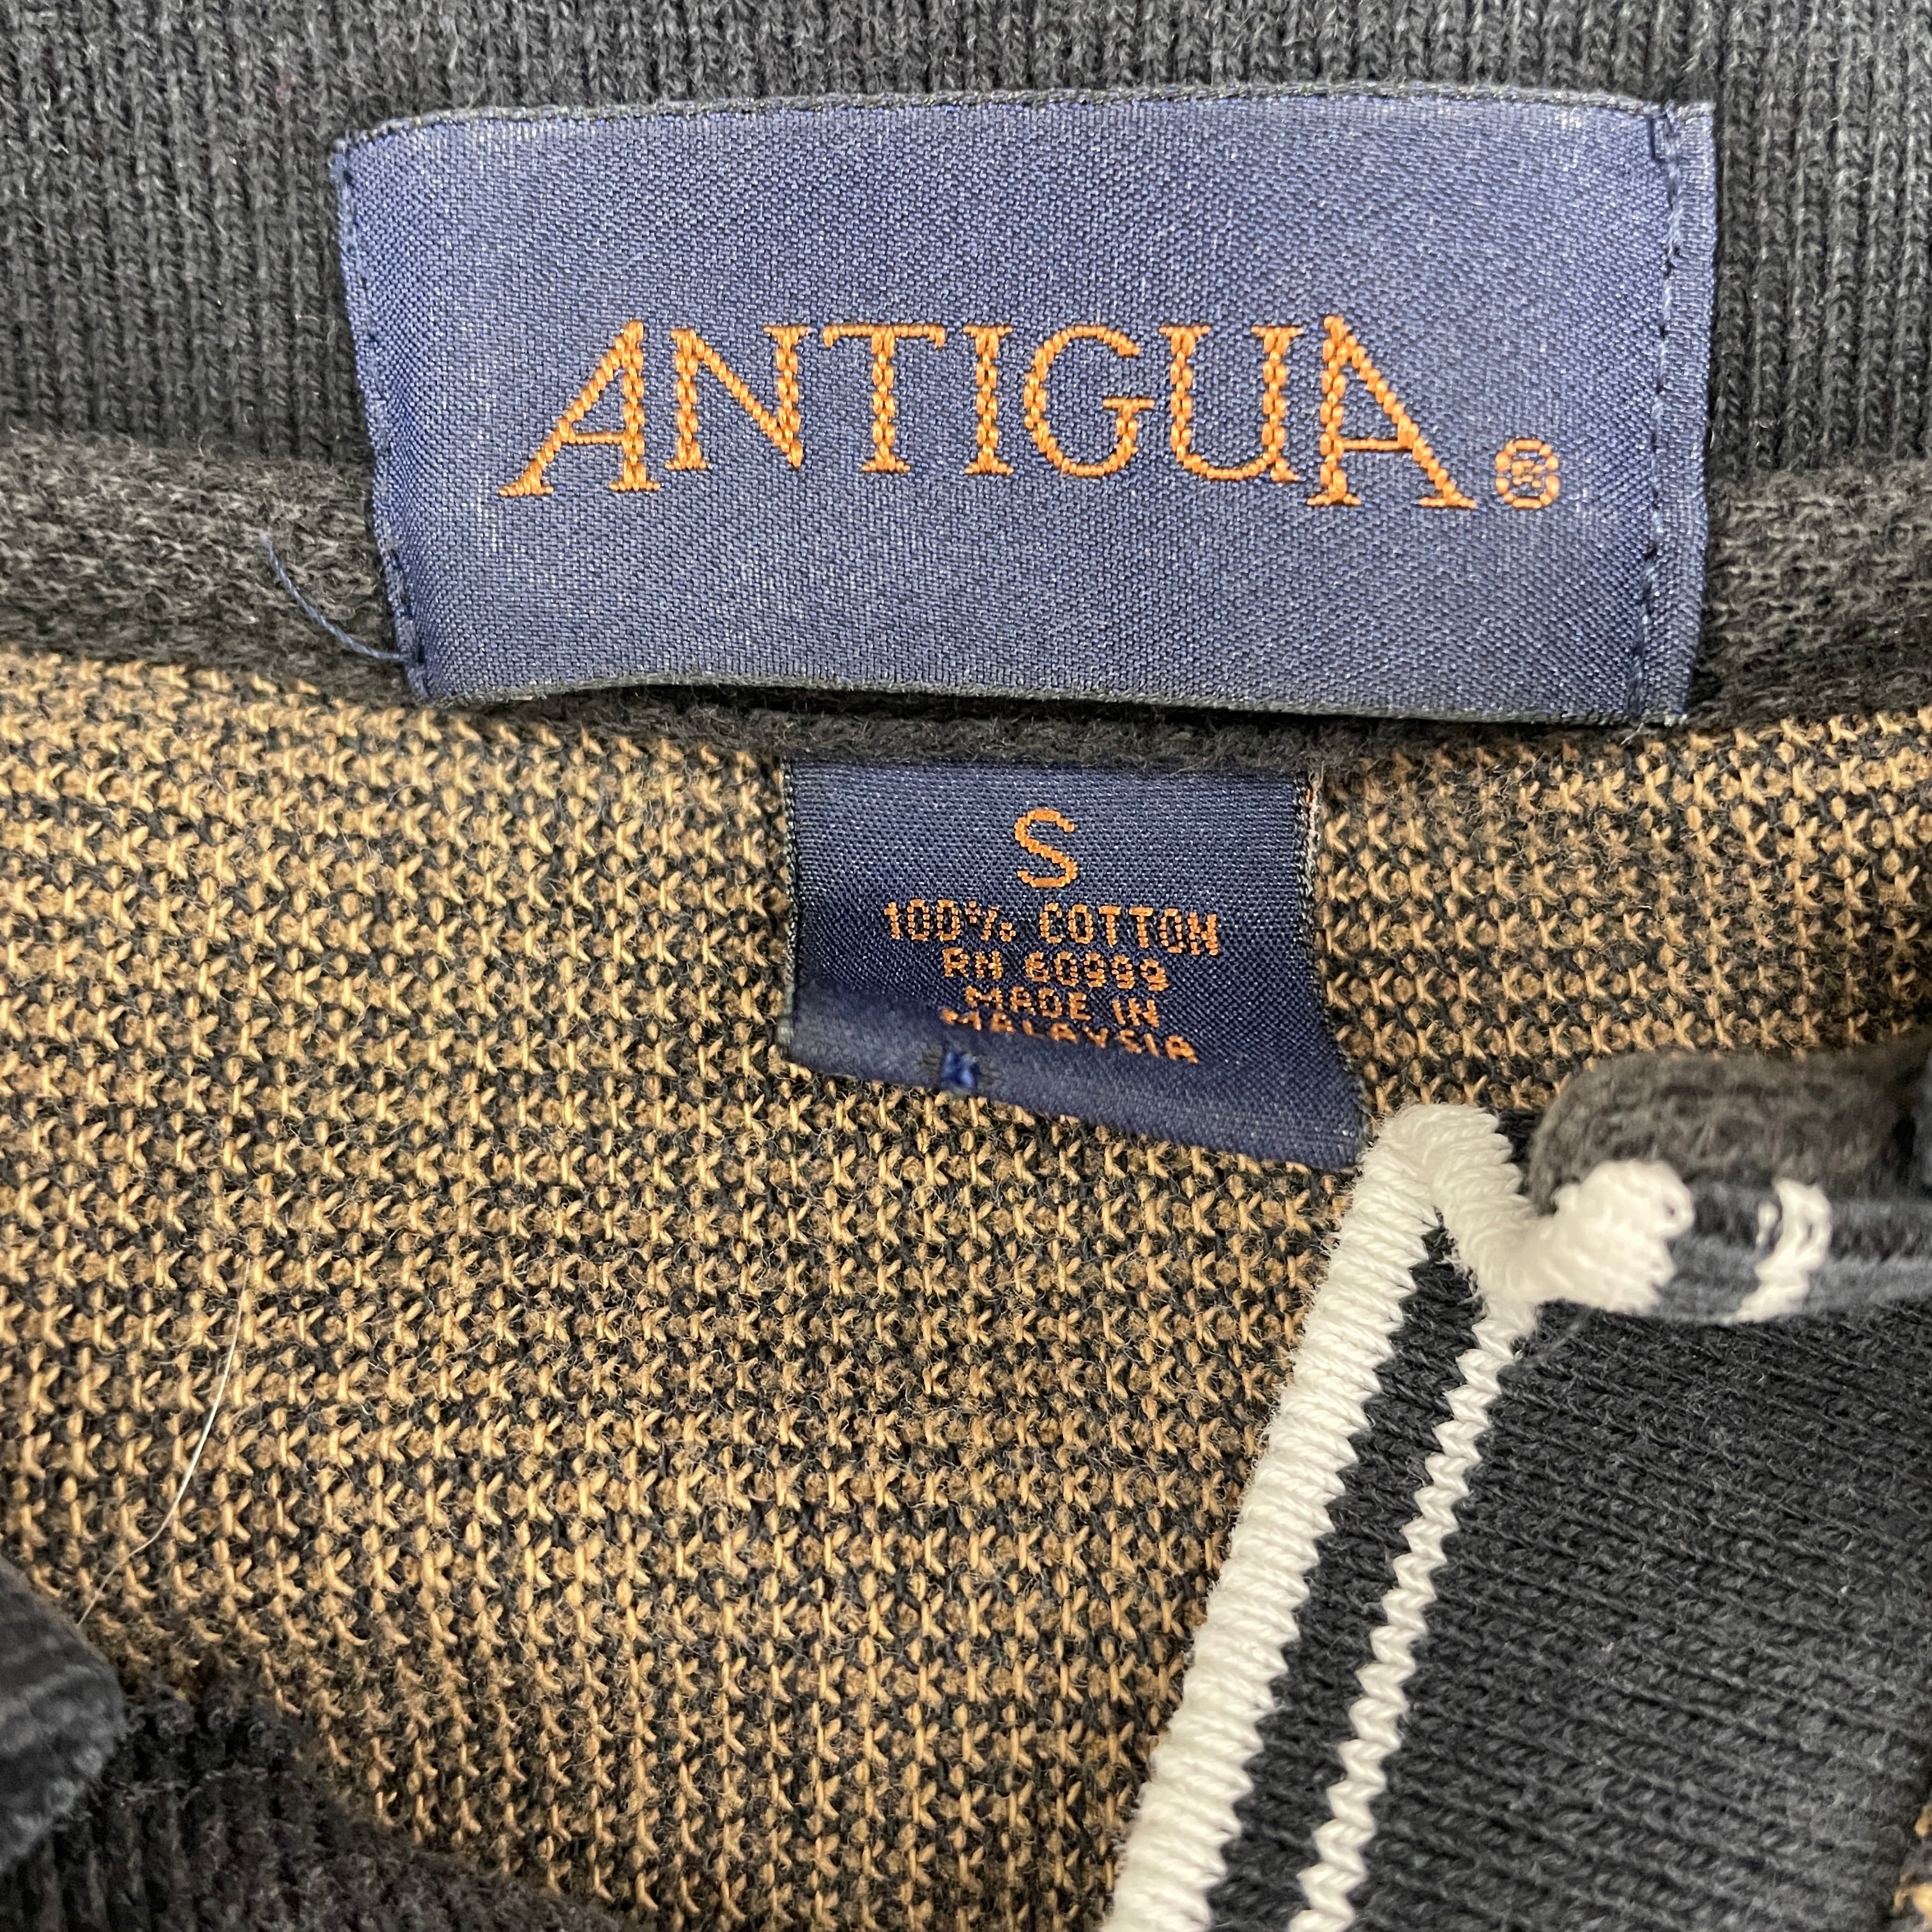 ANTIGUA®
S
100% COTTON
RN 60999
MADE IN
MALAYSIA